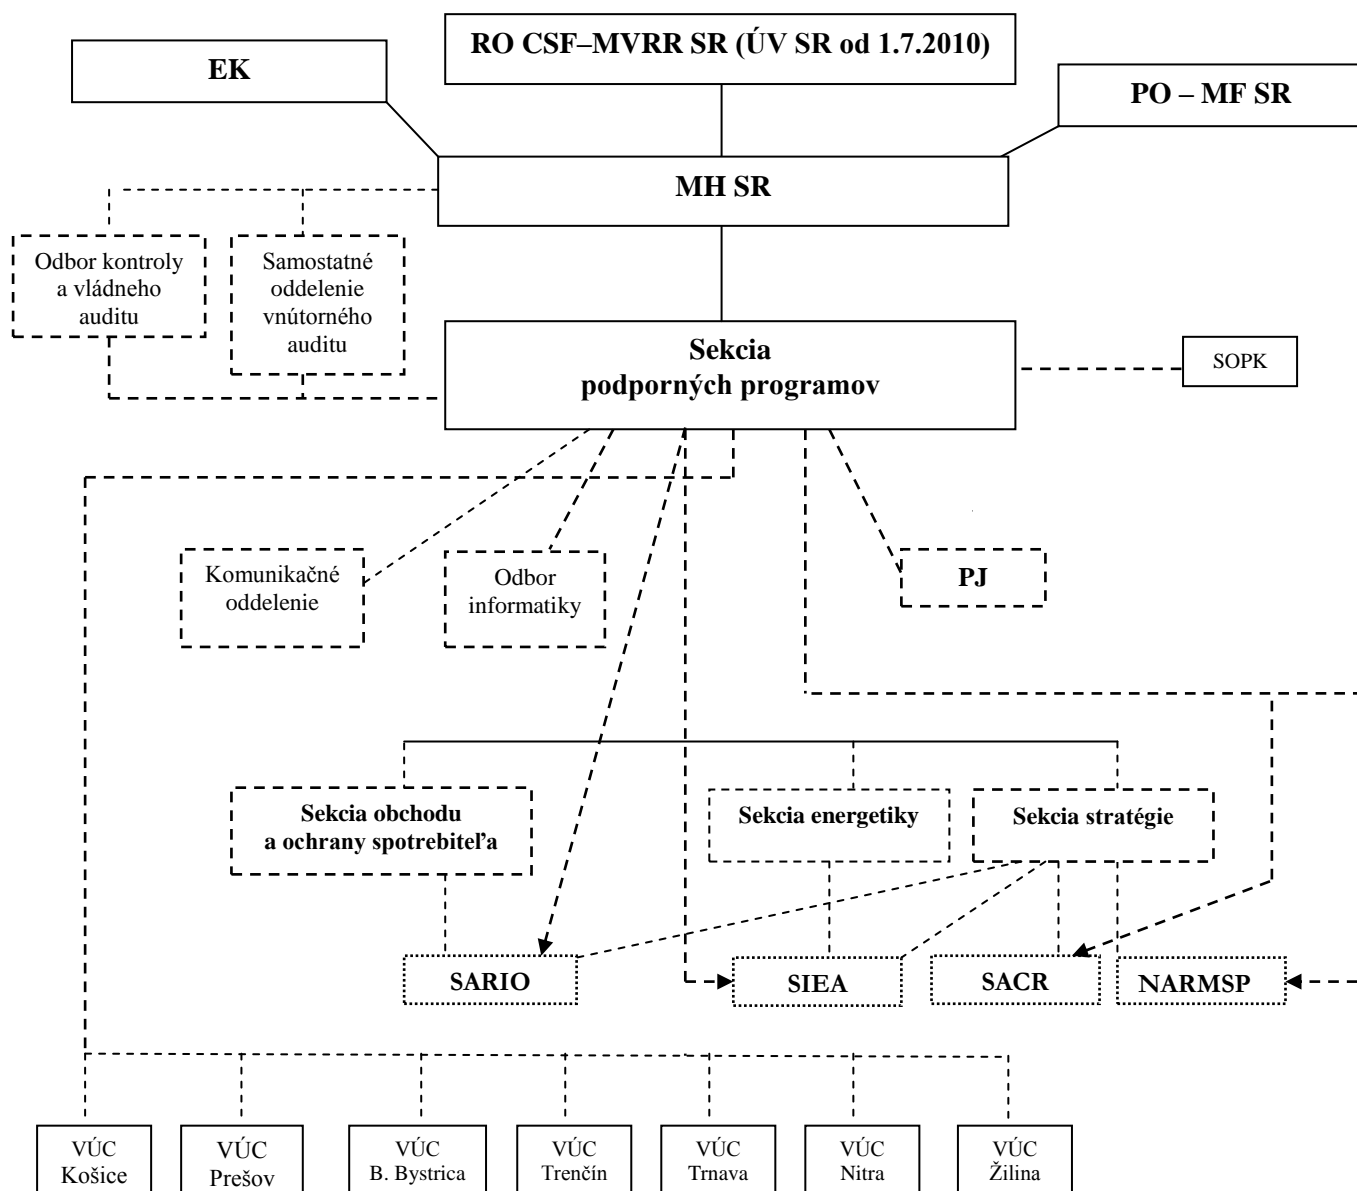 RO CSF–MVRR SR (ÚV SR od 1.7.2010)
EK
PO – MF SR
MH SR
Odbor kontroly
a vládneho
auditu
Samostatné
oddelenie
vnútorného
auditu
Sekcia
podporných programov
SOPK
Komunikačné
oddelenie
Odbor
informatiky
PJ
Sekcia obchodu
a ochrany spotrebiteľa
Sekcia energetiky
Sekcia stratégie
SARIO
SIEA
SACR
NARMSP
VÚC
Košice
VÚC
Prešov
VÚC
B. Bystrica
VÚC
Trenčín
VÚC
Trnava
VÚC
Nitra
VÚC
Žilina